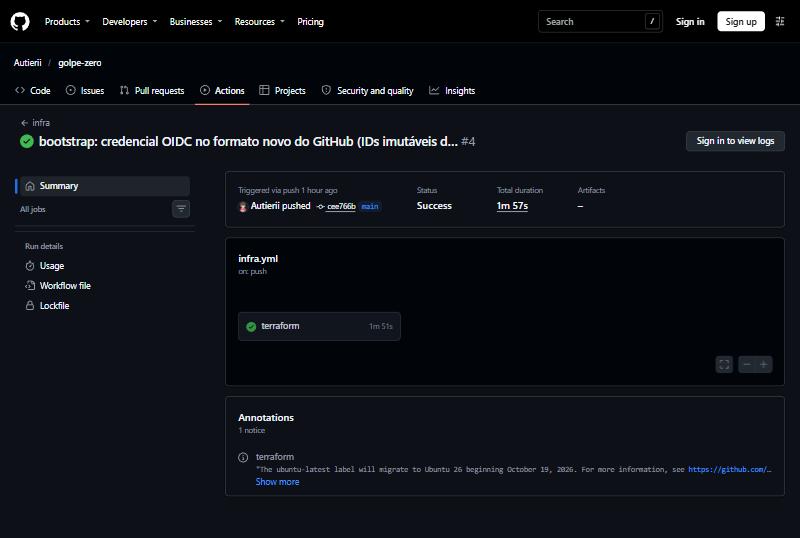 Products Developers Businesses Resources Pricing Search / Sign in Sign up
Autierii / golpe-zero
Code Issues Pull requests Actions Projects Security and quality Insights
← infra
bootstrap: credencial OIDC no formato novo do GitHub (IDs imutáveis d... #4
Sign in to view logs
Summary
All jobs
Run details
Usage
Workflow file
Lockfile
Triggered via push 1 hour ago
Autierii pushed cee766b main
Status
Success
Total duration
1m 57s
Artifacts
–
infra.yml
on: push
terraform 1m 51s
Annotations
1 notice
terraform
"The ubuntu-latest label will migrate to Ubuntu 26 beginning October 19, 2026. For more information, see https://github.com/…
Show more